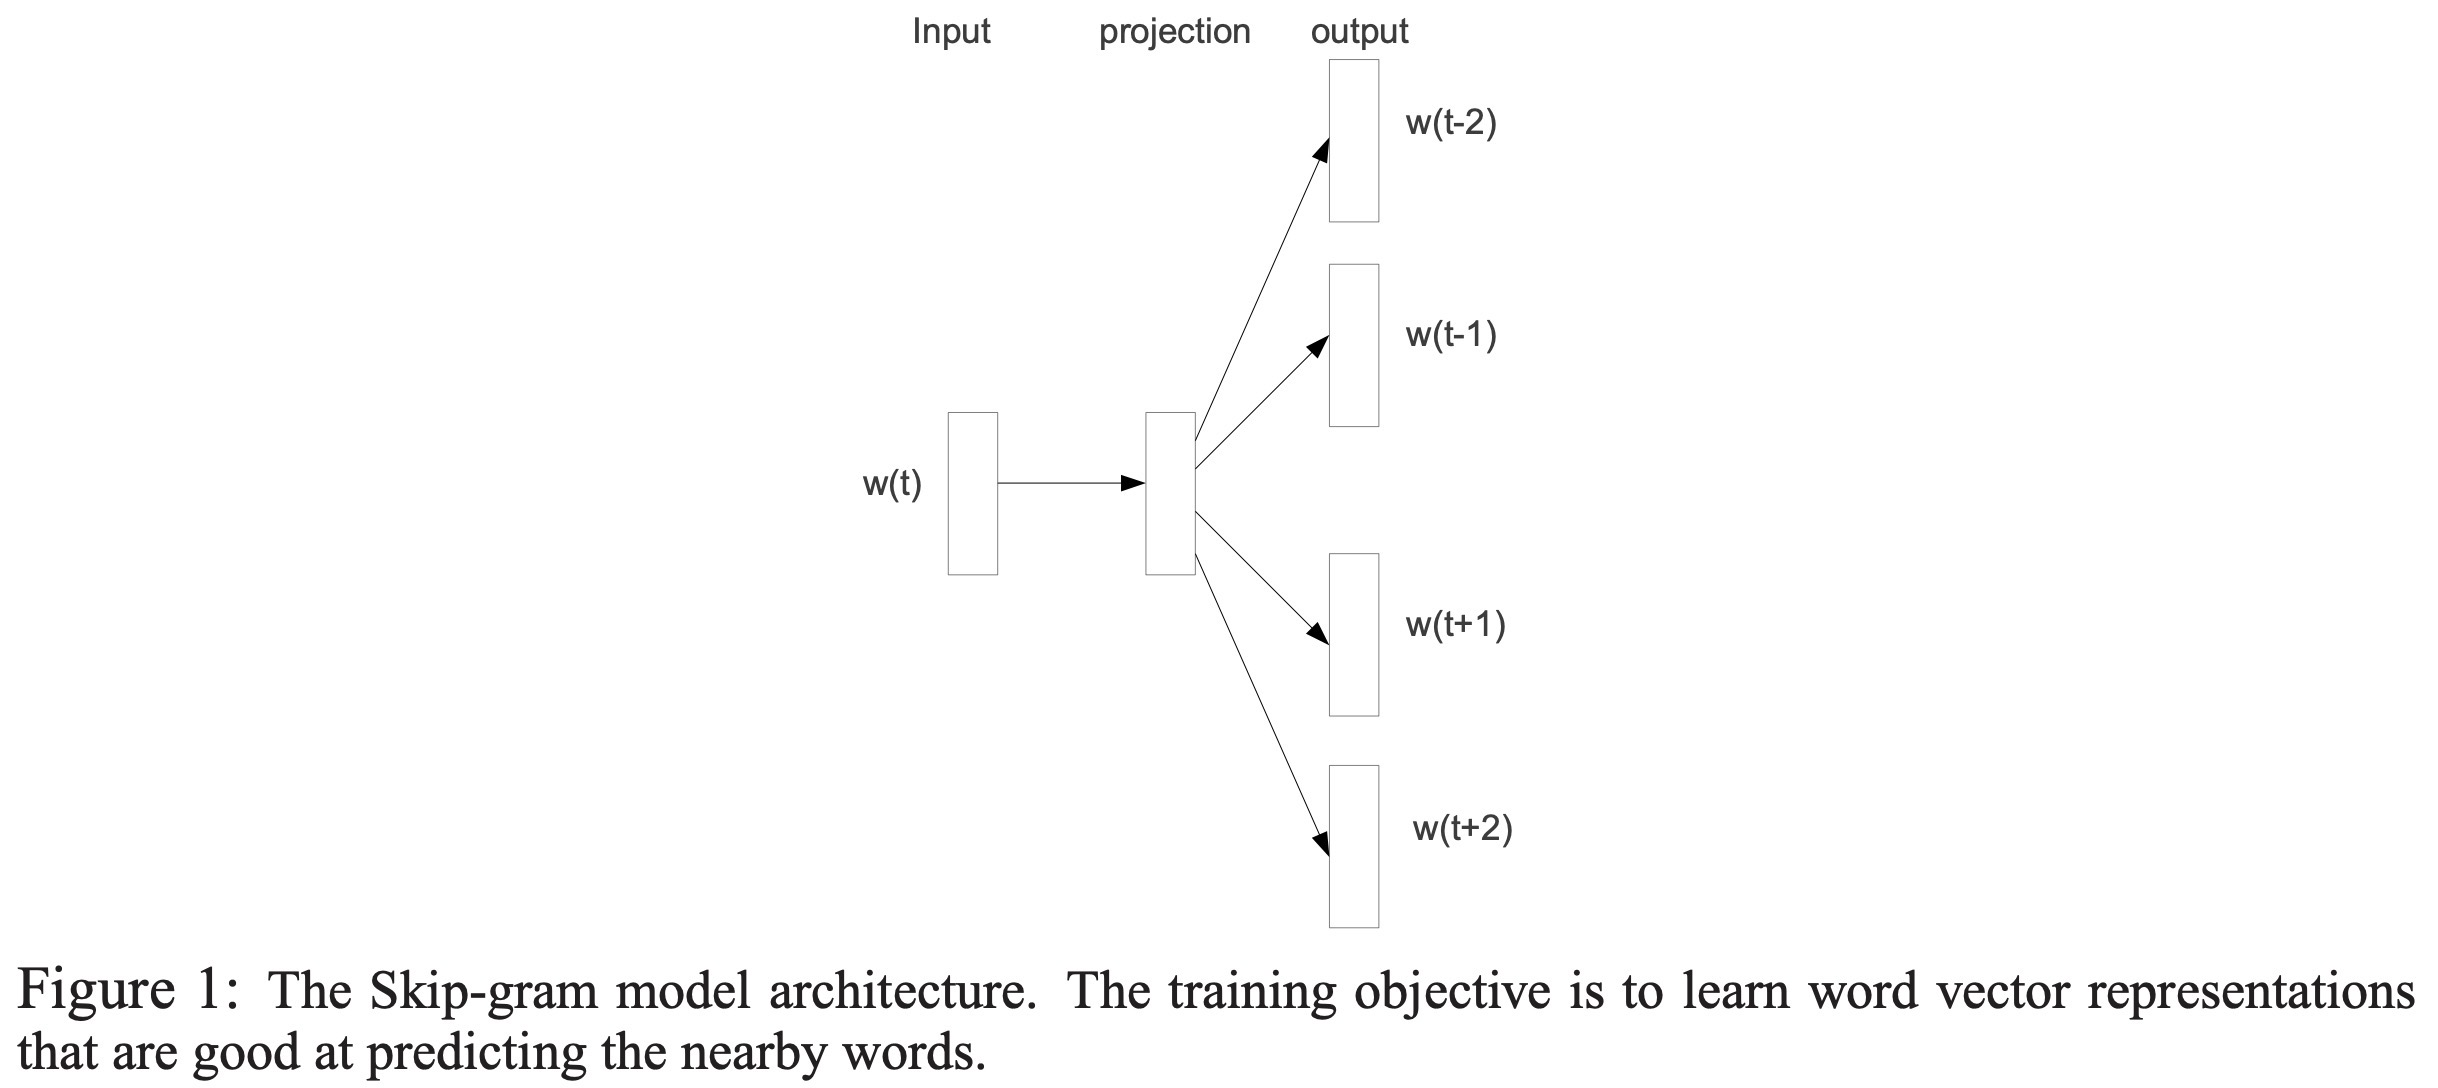 Input projection output
w(t-2)
w(t-1)
w(t)
w(t+1)
w(t+2)
Figure 1: The Skip-gram model architecture. The training objective is to learn word vector representations
that are good at predicting the nearby words.